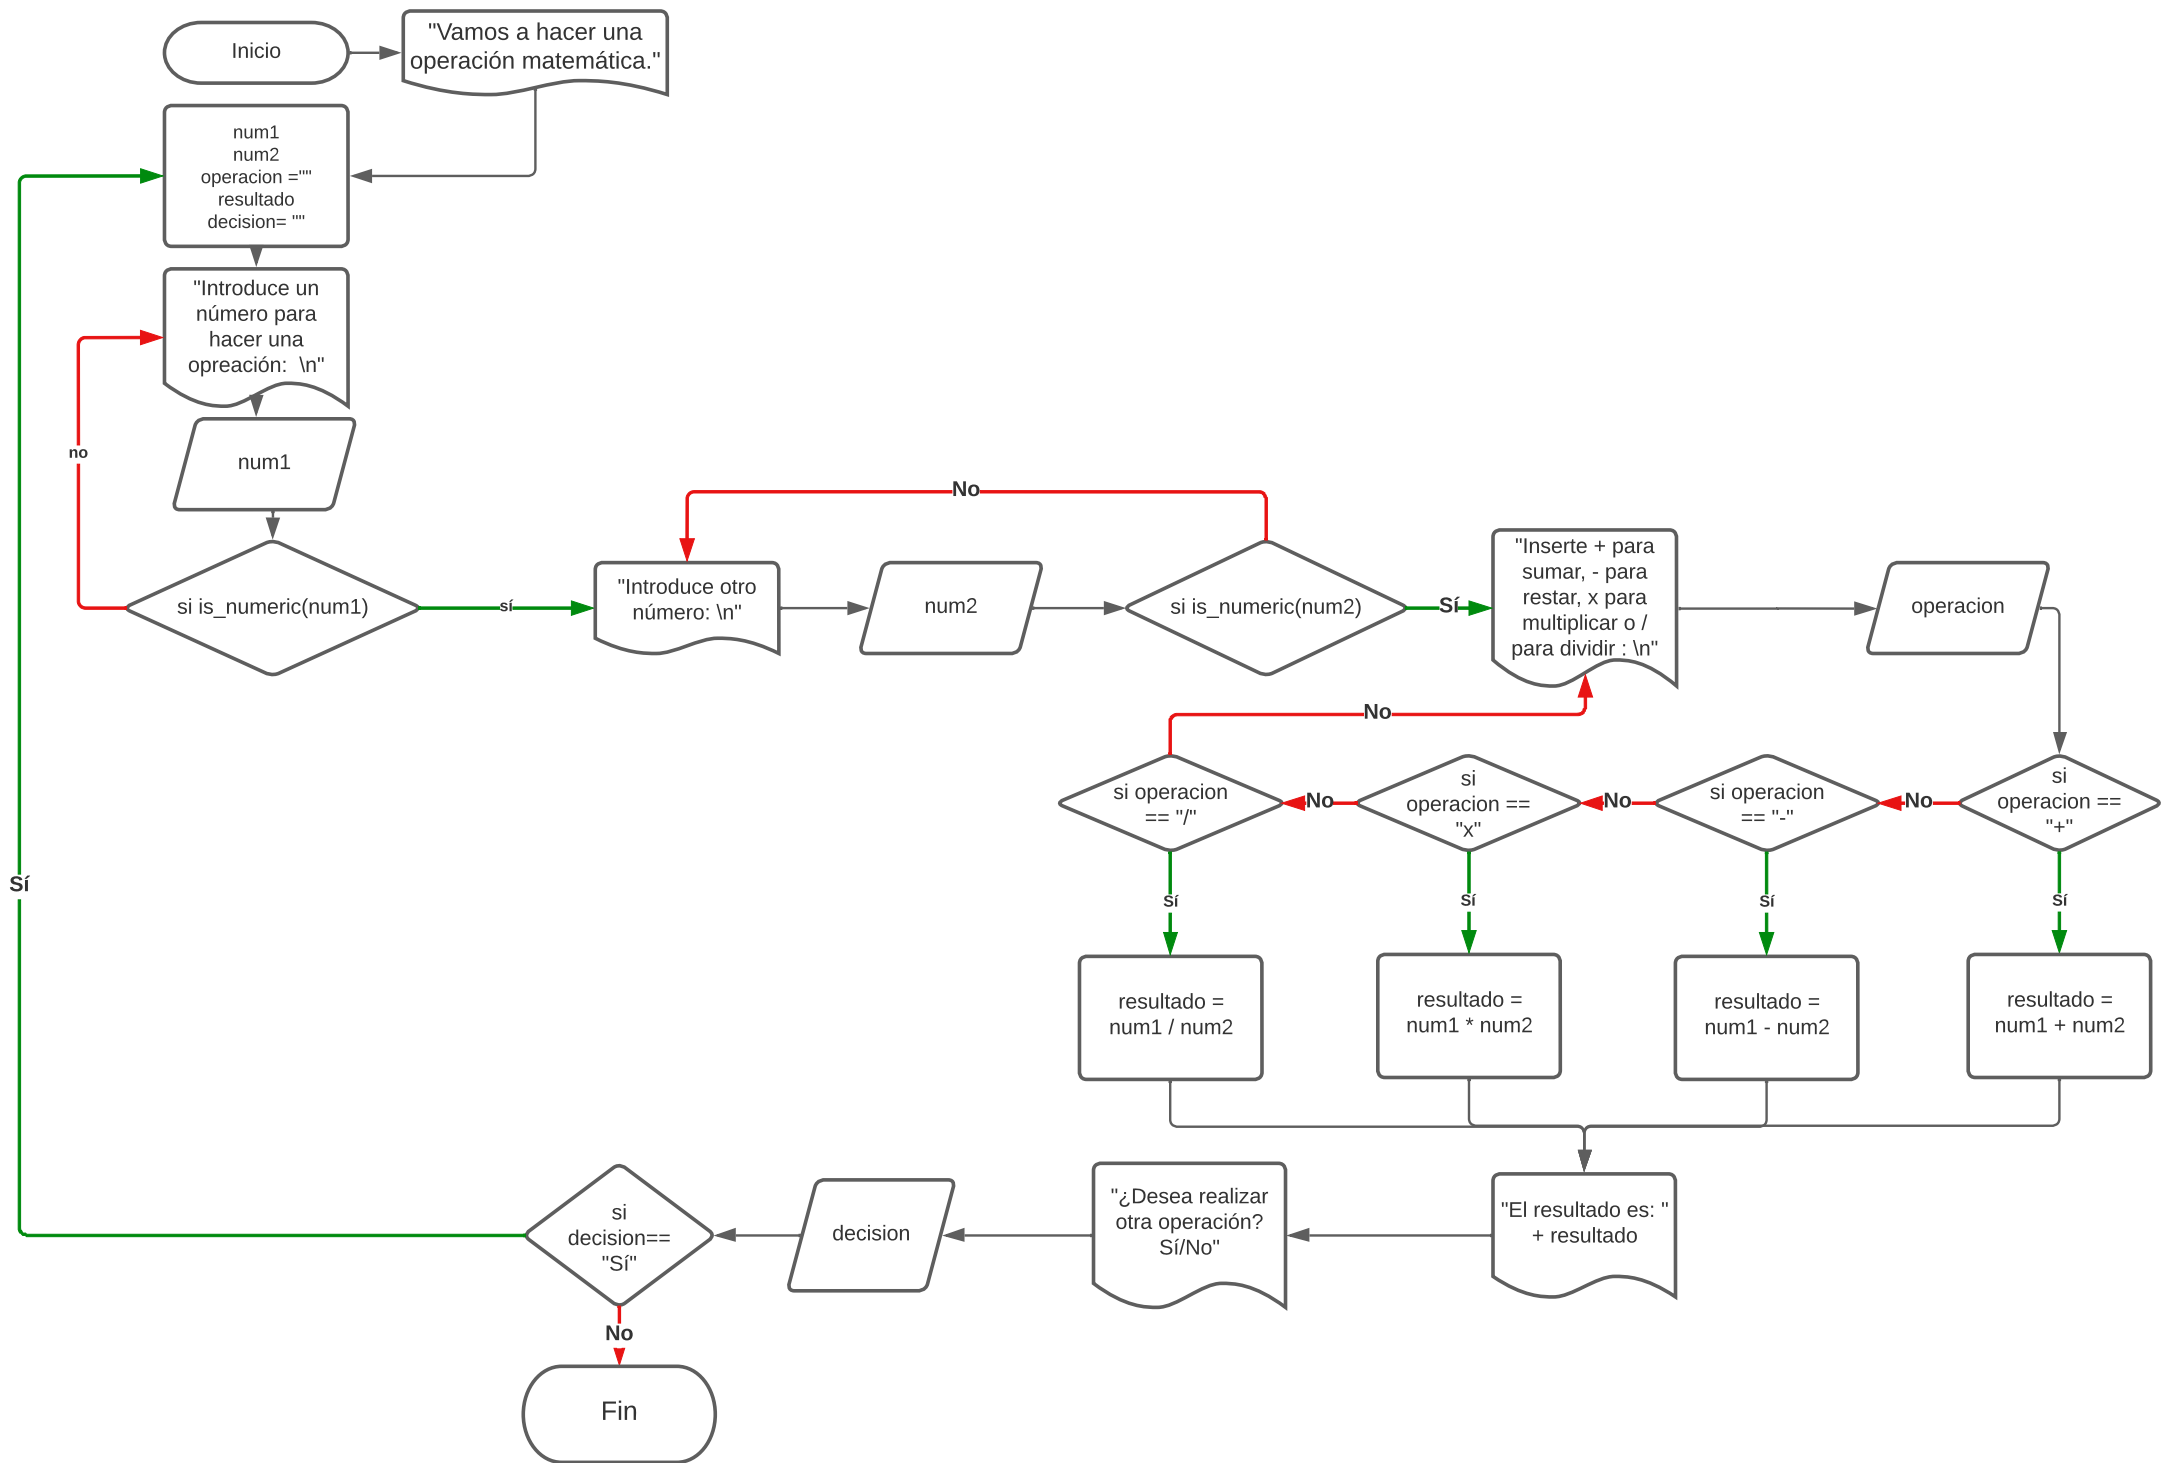 Inicio
"Vamos a hacer una
operación matemática."
num1
num2
operacion =""
resultado
decision= ""
"Introduce un
número para
hacer una
opreación:  \n"
no
num1
si is_numeric(num1)
sí
"Introduce otro
número: \n"
No
num2
si is_numeric(num2)
Sí
"Inserte + para
sumar, - para
restar, x para
multiplicar o /
para dividir : \n"
operacion
No
si operacion
== "/"
No
si
operacion ==
"x"
No
si operacion
== "-"
No
si
operacion ==
"+"
Sí
Sí
Sí
Sí
Sí
resultado =
num1 / num2
resultado =
num1 * num2
resultado =
num1 - num2
resultado =
num1 + num2
si
decision==
"Sí"
decision
"¿Desea realizar
otra operación?
Sí/No"
"El resultado es: "
+ resultado
No
Fin